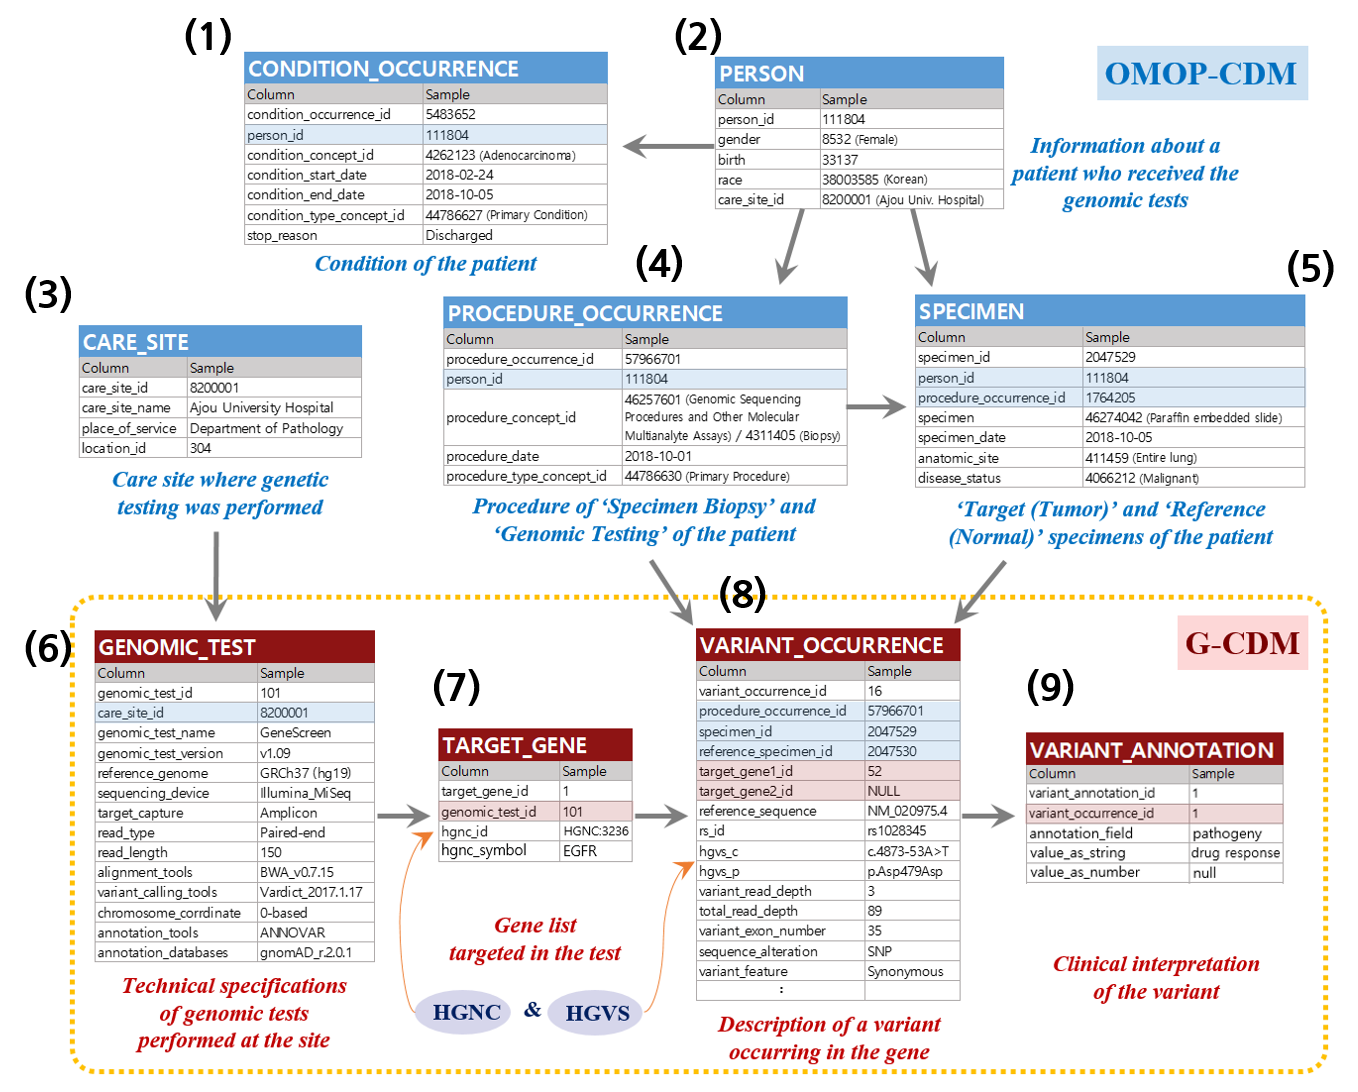 (1)
CONDITION_OCCURRENCE
Column Sample
condition_occurrence_id 5483652
person_id 111804
condition_concept_id 4262123 (Adenocarcinoma)
condition_start_date 2018-02-24
condition_end_date 2018-10-05
condition_type_concept_id 44786627 (Primary Condition)
stop_reason Discharged
Condition of the patient
(2)
PERSON
Column Sample
person_id 111804
gender 8532 (Female)
birth 33137
race 38003585 (Korean)
care_site_id 8200001 (Ajou Univ. Hospital)
OMOP-CDM
Information about a
patient who received the
genomic tests
(3)
CARE_SITE
Column Sample
care_site_id 8200001
care_site_name Ajou University Hospital
place_of_service Department of Pathology
location_id 304
Care site where genetic
testing was performed
(4)
PROCEDURE_OCCURRENCE
Column Sample
procedure_occurrence_id 57966701
person_id 111804
procedure_concept_id 46257601 (Genomic Sequencing
Procedures and Other Molecular
Multianalyte Assays) / 4311405 (Biopsy)
procedure_date 2018-10-01
procedure_type_concept_id 44786630 (Primary Procedure)
Procedure of ‘Specimen Biopsy’ and
‘Genomic Testing’ of the patient
(5)
SPECIMEN
Column Sample
specimen_id 2047529
person_id 111804
procedure_occurrence_id 1764205
specimen 46274042 (Paraffin embedded slide)
specimen_date 2018-10-05
anatomic_site 411459 (Entire lung)
disease_status 4066212 (Malignant)
‘Target (Tumor)’ and ‘Reference
(Normal)’ specimens of the patient
G-CDM
(6)
GENOMIC_TEST
Column Sample
genomic_test_id 101
care_site_id 8200001
genomic_test_name GeneScreen
genomic_test_version v1.09
reference_genome GRCh37 (hg19)
sequencing_device Illumina_MiSeq
target_capture Amplicon
read_type Paired-end
read_length 150
alignment_tools BWA_v0.7.15
variant_calling_tools Vardict_2017.1.17
chromosome_corrdinate 0-based
annotation_tools ANNOVAR
annotation_databases gnomAD_r.2.0.1
Technical specifications
of genomic tests
performed at the site
(7)
TARGET_GENE
Column Sample
target_gene_id 1
genomic_test_id 101
hgnc_id HGNC:3236
hgnc_symbol EGFR
Gene list
targeted in the test
HGNC & HGVS
(8)
VARIANT_OCCURRENCE
Column Sample
variant_occurrence_id 16
procedure_occurrence_id 57966701
specimen_id 2047529
reference_specimen_id 2047530
target_gene1_id 52
target_gene2_id NULL
reference_sequence NM_020975.4
rs_id rs1028345
hgvs_c c.4873-53A>T
hgvs_p p.Asp479Asp
variant_read_depth 3
total_read_depth 89
variant_exon_number 35
sequence_alteration SNP
variant_feature Synonymous
:
Description of a variant
occurring in the gene
(9)
VARIANT_ANNOTATION
Column Sample
variant_annotation_id 1
variant_occurrence_id 1
annotation_field pathogeny
value_as_string drug response
value_as_number null
Clinical interpretation
of the variant